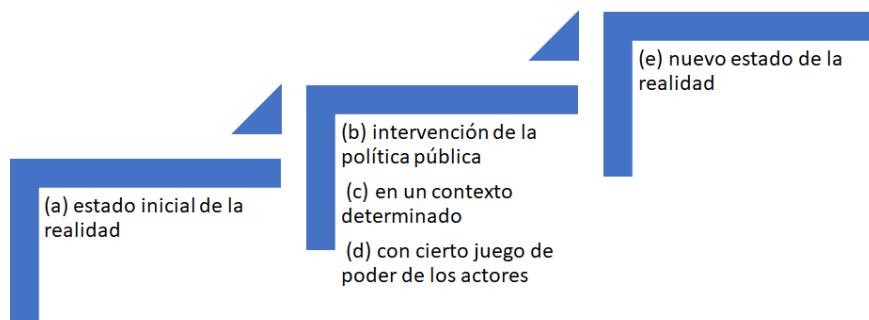 (a) estado inicial de la
realidad
(b) intervención de la
política pública
(c) en un contexto
determinado
(d) con cierto juego de
poder de los actores
(e) nuevo estado de la
realidad